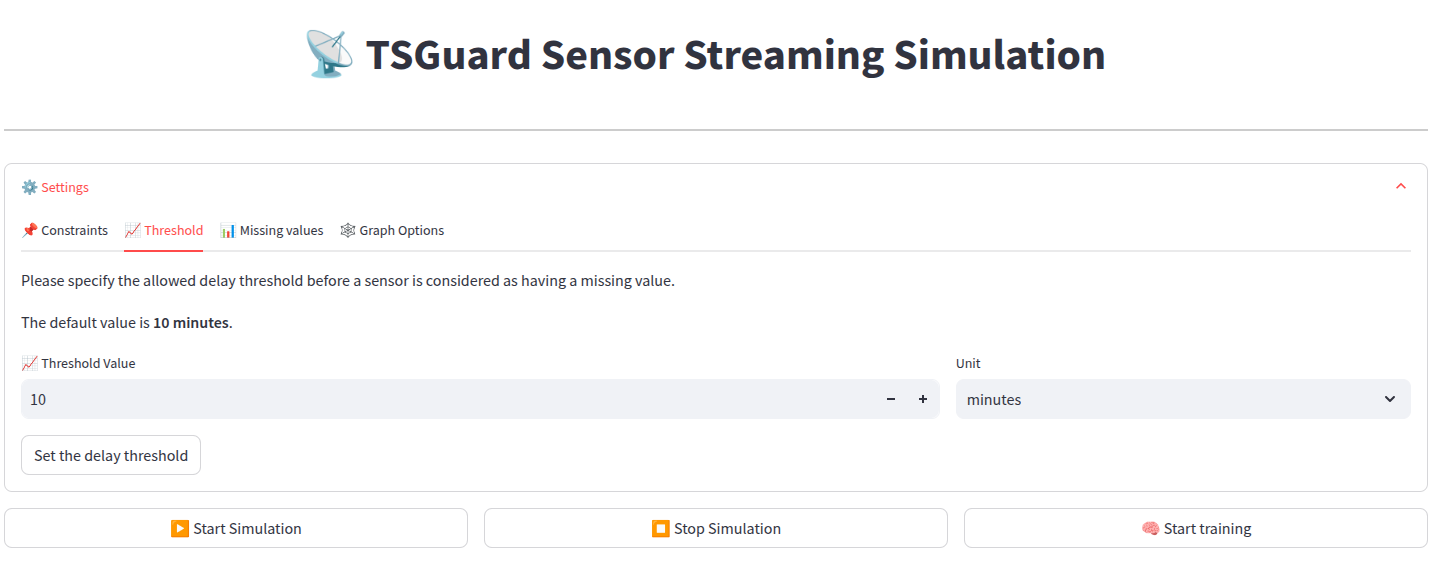 TSGuard Sensor Streaming Simulation
Settings
Constraints Threshold Missing values Graph Options
Please specify the allowed delay threshold before a sensor is considered as having a missing value.
The default value is 10 minutes.
Threshold Value Unit
10 − + minutes
Set the delay threshold
Start Simulation Stop Simulation Start training